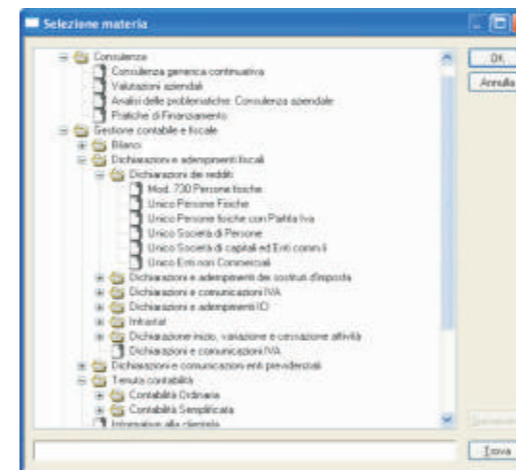 Selezione materia
Consulenza
Consulenza generica continuativa
Valutazioni aziendali
Analisi delle problematiche: Consulenza aziendale
Pratiche di Finanziamento
Gestione contabile e fiscale
Bilanci
Dichiarazioni e adempimenti fiscali
Dichiarazioni dei redditi
Mod. 730 Persone fisiche
Unico Persone Fisiche
Unico Persone fisiche con Partita Iva
Unico Società di Persone
Unico Società di capitali ed Enti comm.li
Unico Enti non Commerciali
Dichiarazioni e adempimenti dei sostituti d'imposta
Dichiarazioni e comunicazioni IVA
Dichiarazioni e adempimenti ICI
Intrastat
Dichiarazione inizio, variazione e cessazione attività
Dichiarazioni e comunicazioni IVA
Dichiarazioni e comunicazioni enti previdenziali
Tenuta contabilità
Contabilità Ordinaria
Contabilità Semplificata
Information alla clientela
OK
Annulla
Trova